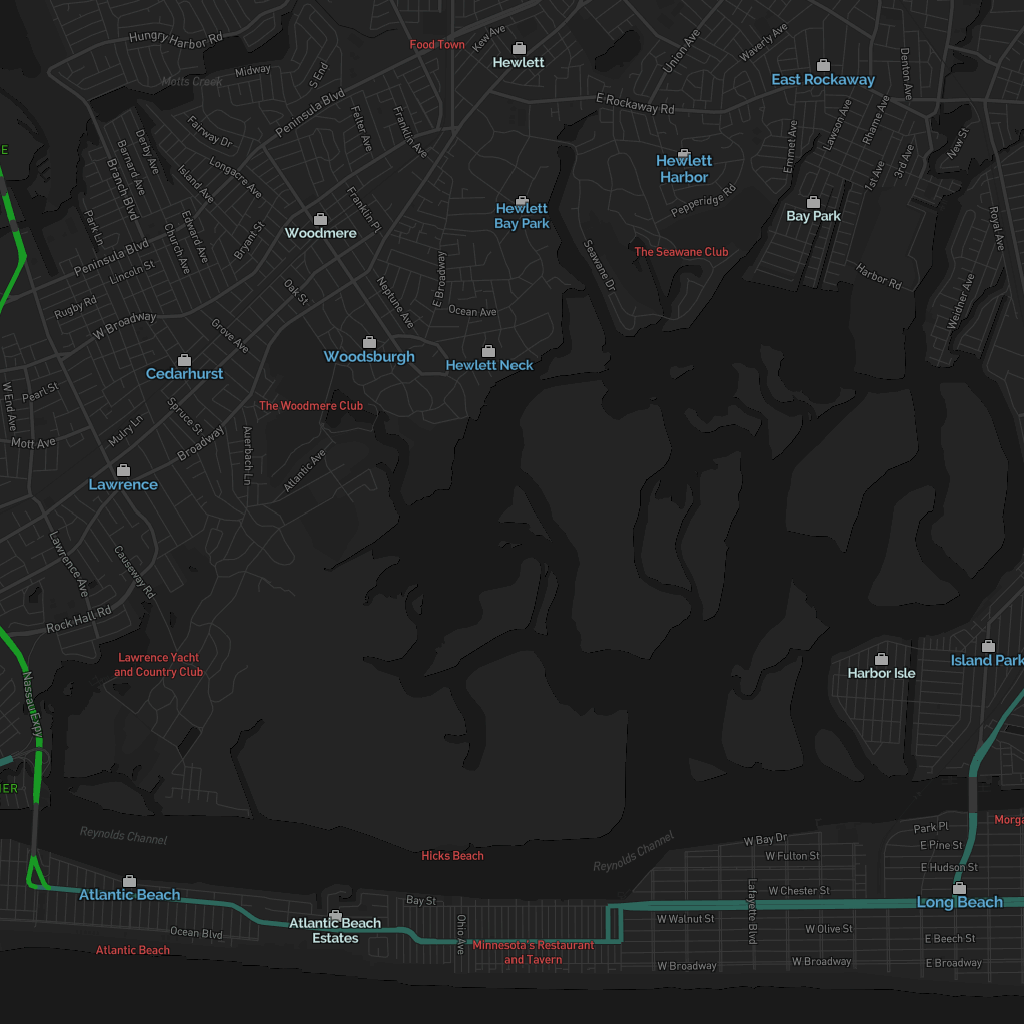 Hungry Harbor Rd
Food Town
Kew Ave
Hewlett
Union Ave
Waverly Ave
East Rockaway
Denton Ave
Motts Creek
Midway
S End
Peninsula Blvd
Felter Ave
Franklin Ave
E Rockaway Rd
Lawson Ave
Rhame Ave
New St
Emmet Ave
1st Ave
3rd Ave
Fairway Dr
Derby Ave
Barnard Ave
Branch Blvd
Longacre Ave
Island Ave
Hewlett
Harbor
Pepperidge Rd
Hewlett
Bay Park
Bay Park
Royal Ave
E
Park Ln
Church Ave
Edward Ave
Bryant St
Woodmere
Franklin Pl
Peninsula Blvd
Lincoln St
The Seawane Club
Seawane Dr
Harbor Rd
Rugby Rd
W Broadway
Grove Ave
Oak St
Neptune Ave
E Broadway
Ocean Ave
Weidner Ave
Woodsburgh
Hewlett Neck
Cedarhurst
W End Ave
Pearl St
Mott Ave
Mulry Ln
Spruce St
Broadway
The Woodmere Club
Auerbach Ln
Atlantic Ave
Lawrence
Lawrence Ave
Causeway Rd
Rock Hall Rd
Lawrence Yacht
and Country Club
Nassau Expy
Harbor Isle
Island Park
IER
Reynolds Channel
Hicks Beach
Reynolds Channel
Morga
Park Pl
W Bay Dr
E Pine St
W Fulton St
E Hudson St
Atlantic Beach
Bay St
W Chester St
Long Beach
Atlantic Beach
Estates
Ohio Ave
W Walnut St
Lafayette Blvd
W Olive St
Ocean Blvd
E Beech St
Atlantic Beach
Minnesota's Restaurant
and Tavern
W Broadway
W Broadway
E Broadway